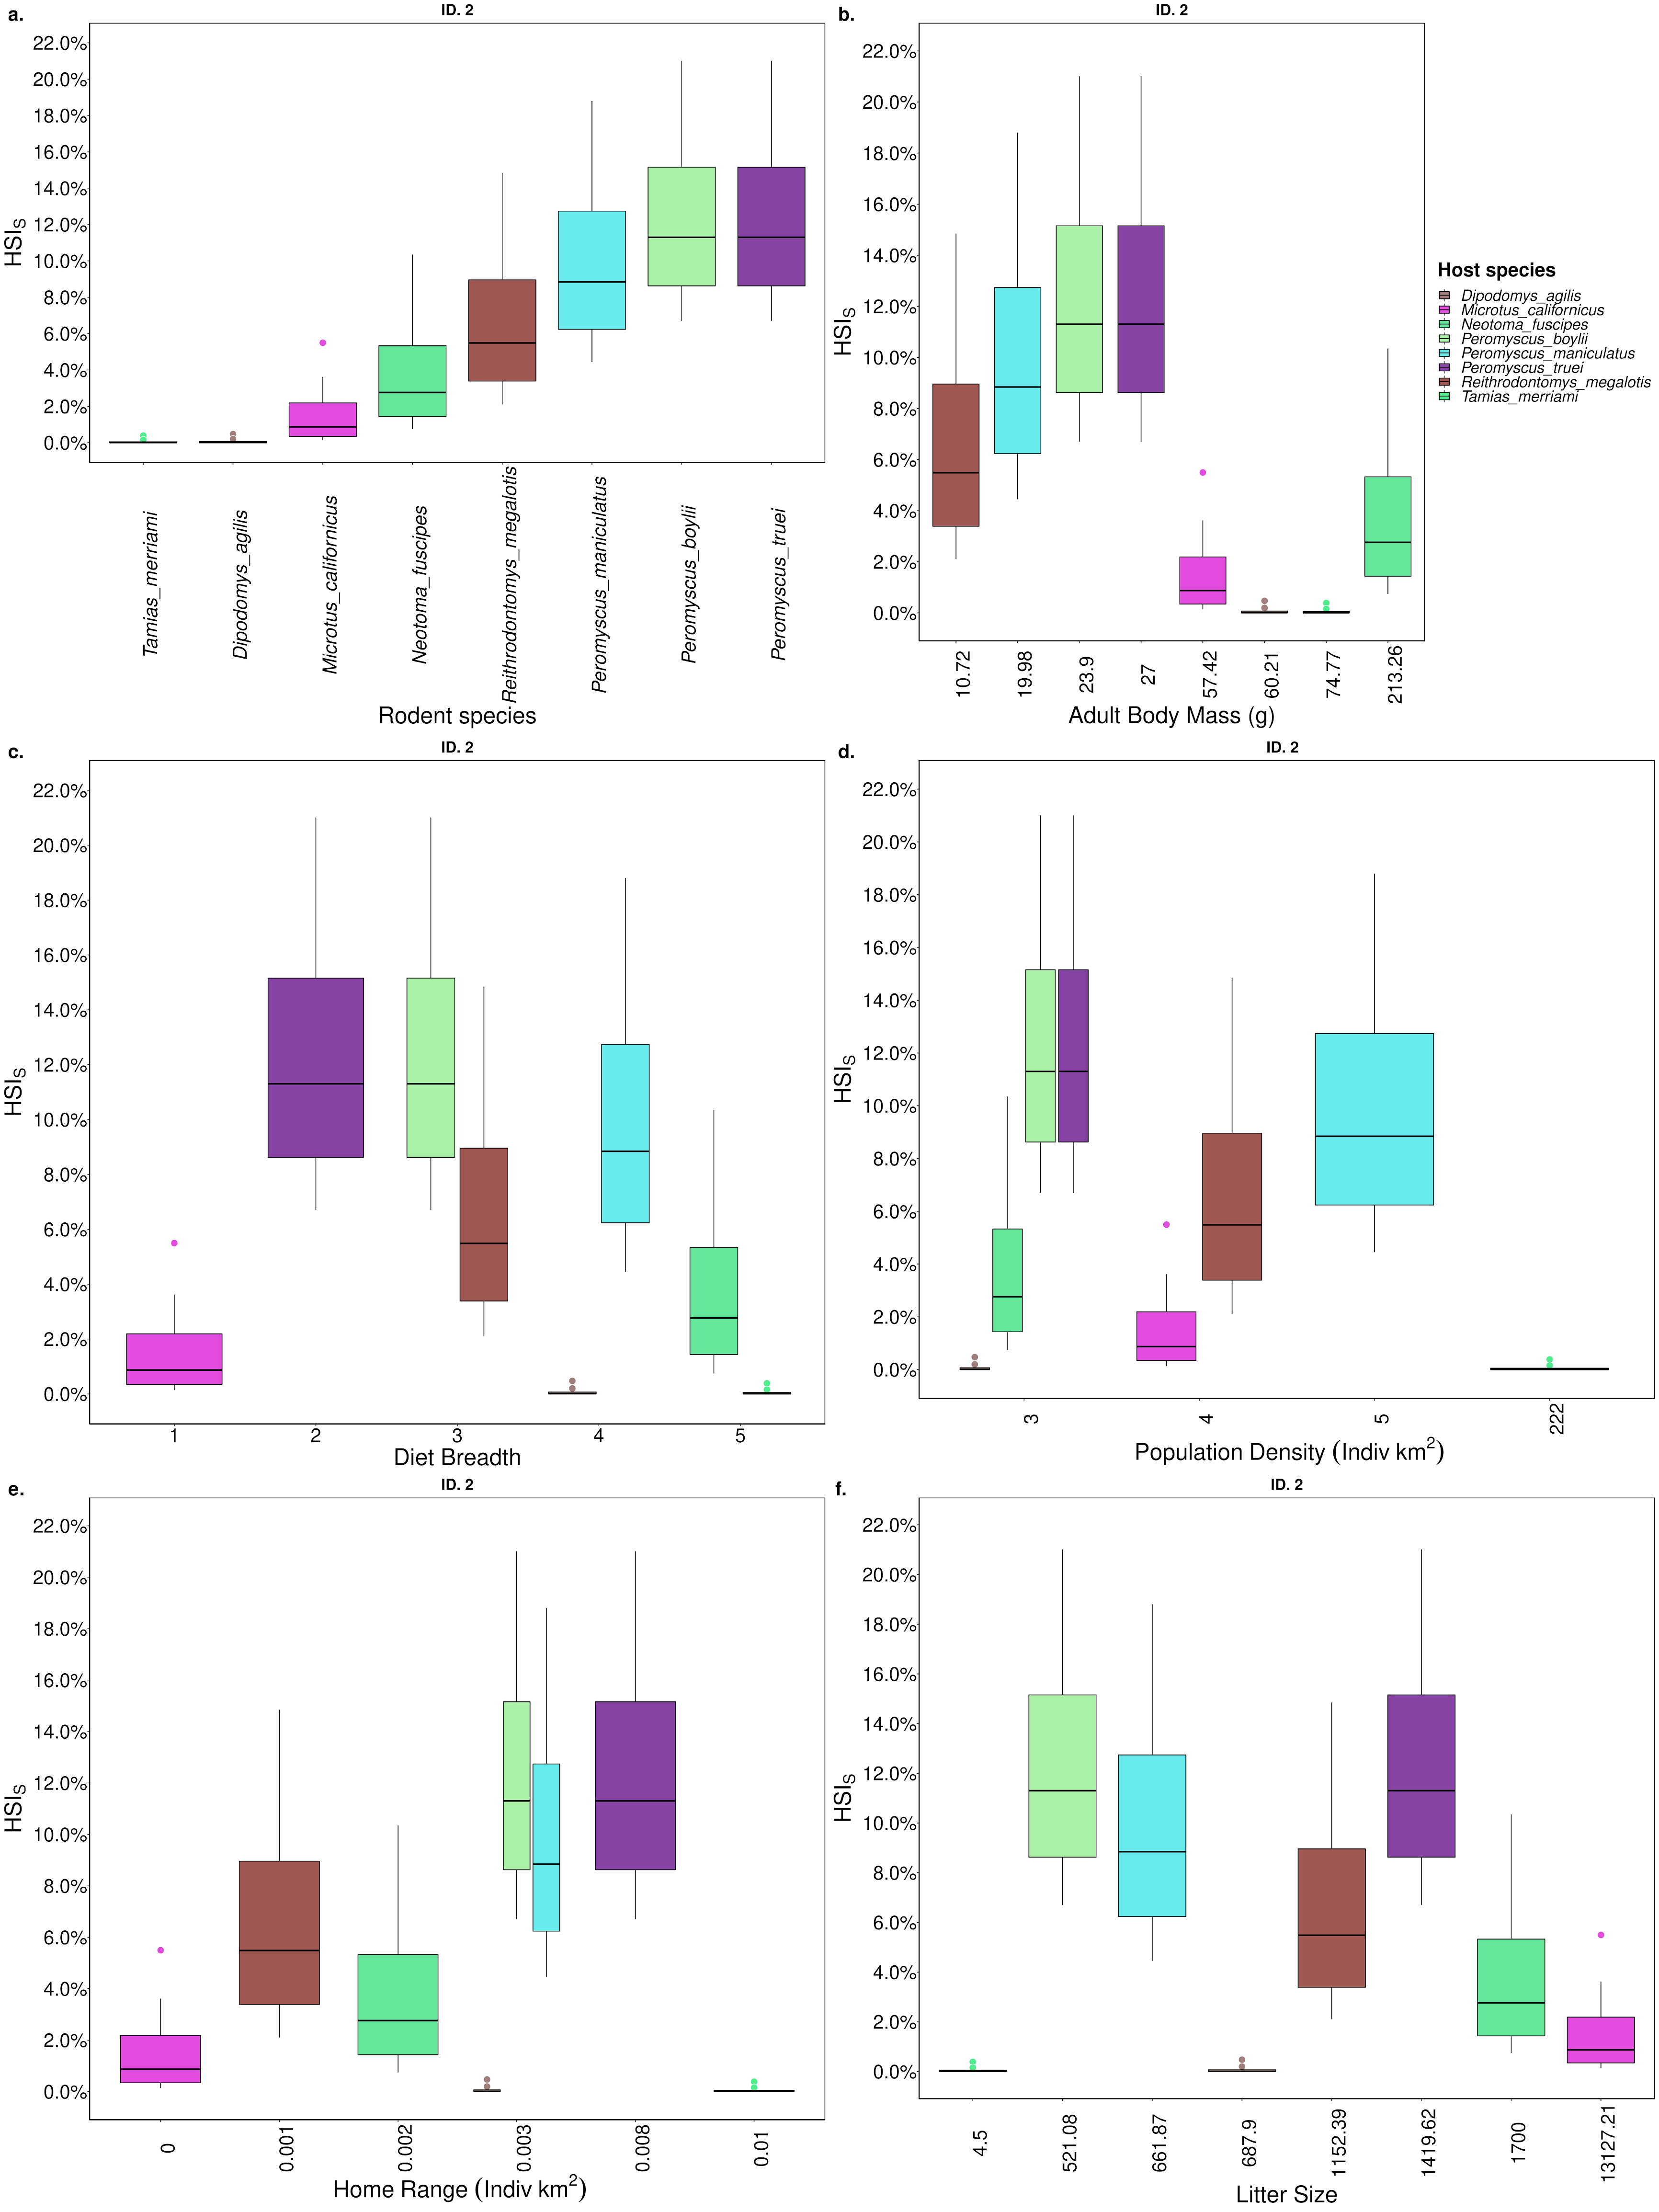 a.
ID. 2
22.0%
20.0%
18.0%
16.0%
14.0%
12.0%
10.0%
8.0%
6.0%
4.0%
2.0%
0.0%
HSIS
Tamias_merriami
Dipodomys_agilis
Microtus_californicus
Neotoma_fuscipes
Reithrodontomys_megalotis
Peromyscus_maniculatus
Peromyscus_boylii
Peromyscus_truei
Rodent species
b.
ID. 2
22.0%
20.0%
18.0%
16.0%
14.0%
12.0%
10.0%
8.0%
6.0%
4.0%
2.0%
0.0%
HSIS
10.72
19.98
23.9
27
57.42
60.21
74.77
213.26
Adult Body Mass (g)
Host species
Dipodomys_agilis
Microtus_californicus
Neotoma_fuscipes
Peromyscus_boylii
Peromyscus_maniculatus
Peromyscus_truei
Reithrodontomys_megalotis
Tamias_merriami
c.
ID. 2
22.0%
20.0%
18.0%
16.0%
14.0%
12.0%
10.0%
8.0%
6.0%
4.0%
2.0%
0.0%
HSIS
1 2 3 4 5
Diet Breadth
d.
ID. 2
22.0%
20.0%
18.0%
16.0%
14.0%
12.0%
10.0%
8.0%
6.0%
4.0%
2.0%
0.0%
HSIS
3
4
5
222
Population Density (Indiv km2)
e.
ID. 2
22.0%
20.0%
18.0%
16.0%
14.0%
12.0%
10.0%
8.0%
6.0%
4.0%
2.0%
0.0%
HSIS
0
0.001
0.002
0.003
0.008
0.01
Home Range (Indiv km2)
f.
ID. 2
22.0%
20.0%
18.0%
16.0%
14.0%
12.0%
10.0%
8.0%
6.0%
4.0%
2.0%
0.0%
HSIS
4.5
521.08
661.87
687.9
1152.39
1419.62
1700
13127.21
Litter Size